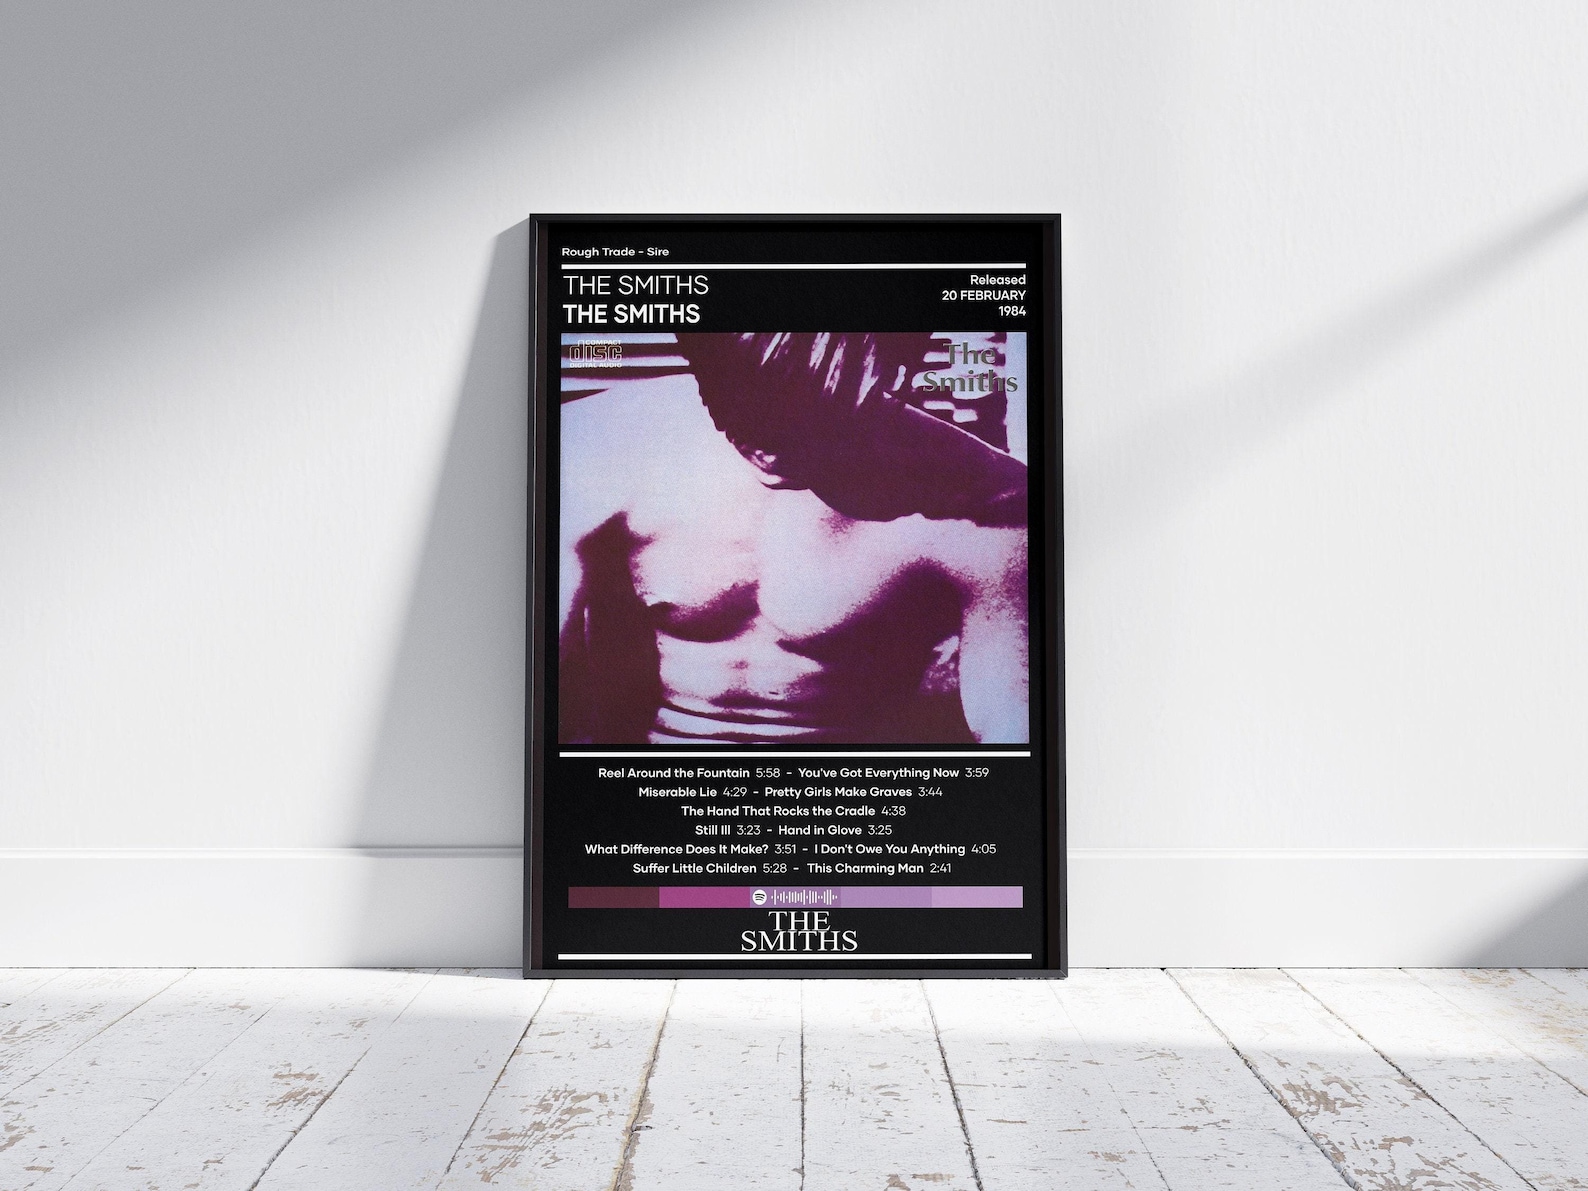 Rough Trade - Sire
THE SMITHS
THE SMITHS
Released
20 FEBRUARY
1984
COMPACT
disc
DIGITAL AUDIO
The
Smiths
Reel Around the Fountain 5:58 - You've Got Everything Now 3:59
Miserable Lie 4:29 - Pretty Girls Make Graves 3:44
The Hand That Rocks the Cradle 4:38
Still Ill 3:23 - Hand in Glove 3:25
What Difference Does It Make? 3:51 - I Don't Owe You Anything 4:05
Suffer Little Children 5:28 - This Charming Man 2:41
THE
SMITHS